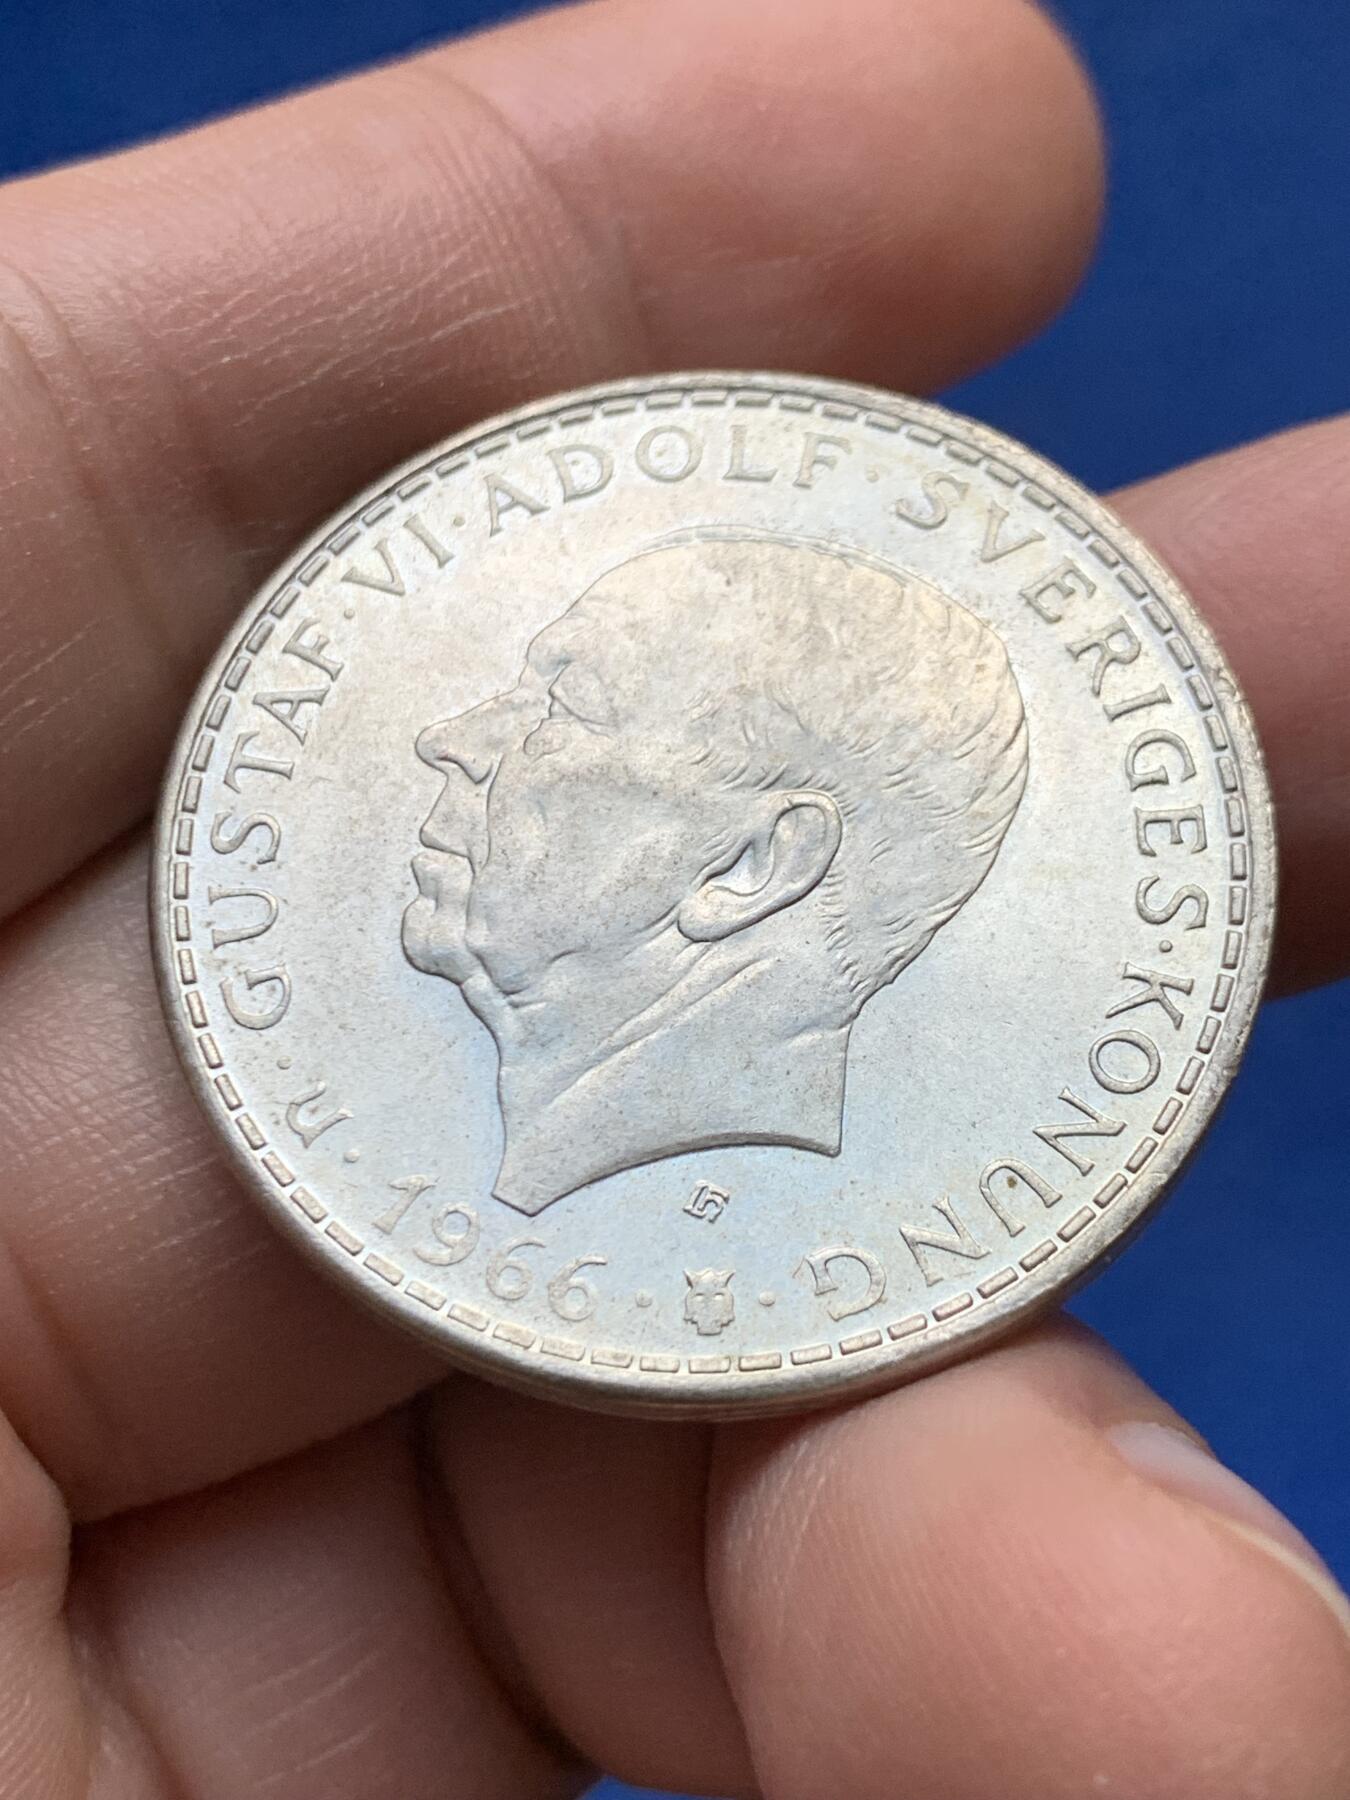 u · GUSTAF · VI · ADOLF · SVERIGES · KONUNG
· 1966 ·